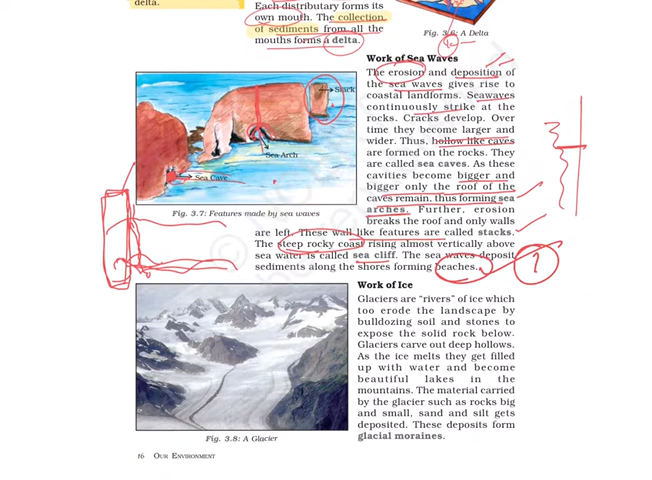 delta.
Each distributary forms its
own mouth. The collection
of sediments from all the
mouths forms a delta.
Fig. 3.6: A Delta
Work of Sea Waves
The erosion and deposition of
the sea waves gives rise to
coastal landforms. Seawaves
continuously strike at the
rocks. Cracks develop. Over
time they become larger and
wider. Thus, hollow like caves
are formed on the rocks. They
are called sea caves. As these
cavities become bigger and
bigger only the roof of the
caves remain, thus forming sea
arches. Further, erosion
breaks the roof and only walls
are left. These wall like features are called stacks.
The steep rocky coast rising almost vertically above
sea water is called sea cliff. The sea waves deposit
sediments along the shores forming beaches.
Stack
Sea Arch
Sea Cave
Fig. 3.7: Features made by sea waves
Work of Ice
Glaciers are “rivers” of ice which
too erode the landscape by
bulldozing soil and stones to
expose the solid rock below.
Glaciers carve out deep hollows.
As the ice melts they get filled
up with water and become
beautiful lakes in the
mountains. The material carried
by the glacier such as rocks big
and small, sand and silt gets
deposited. These deposits form
glacial moraines.
Fig. 3.8: A Glacier
16 OUR ENVIRONMENT